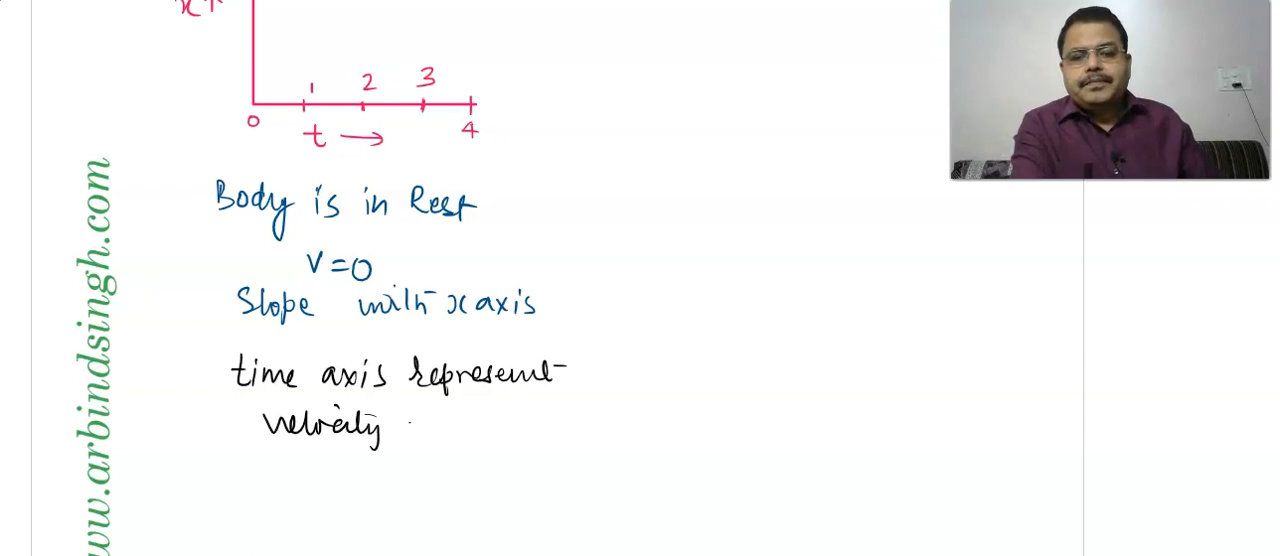 x↑
1 2 3
0 4
t →
Body is in Rest
V=0
Slope with x axis
time axis represent
velocity
ww.arbindsingh.com